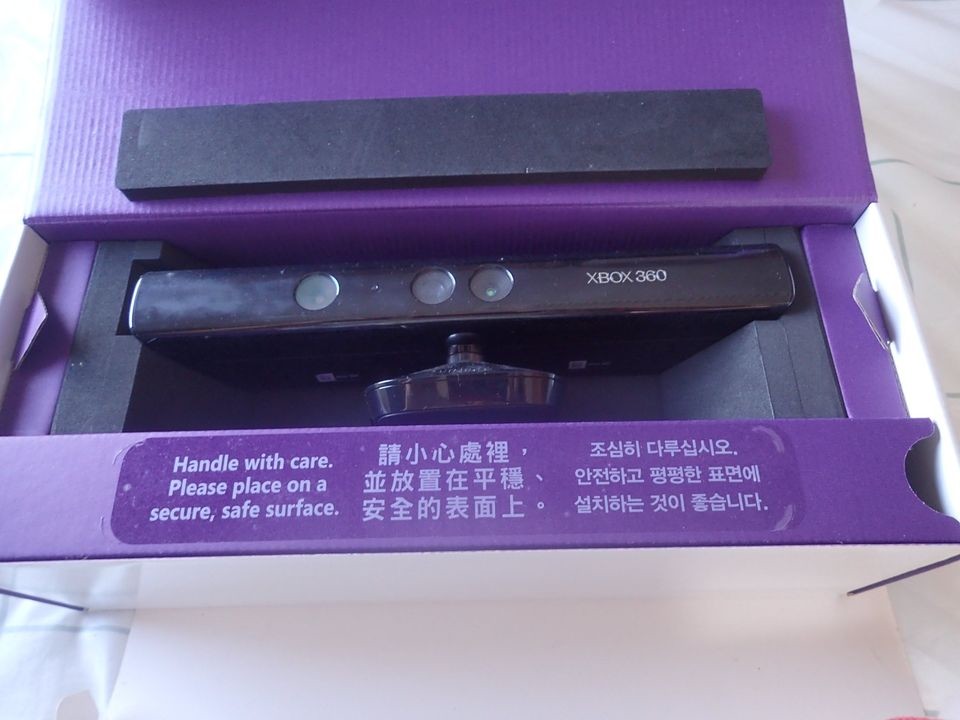 XBOX 360
Handle with care.
Please place on a
secure, safe surface.
請小心處裡，
並放置在平穩、
安全的表面上。
조심히 다루십시오.
안전하고 평평한 표면에
설치하는 것이 좋습니다.